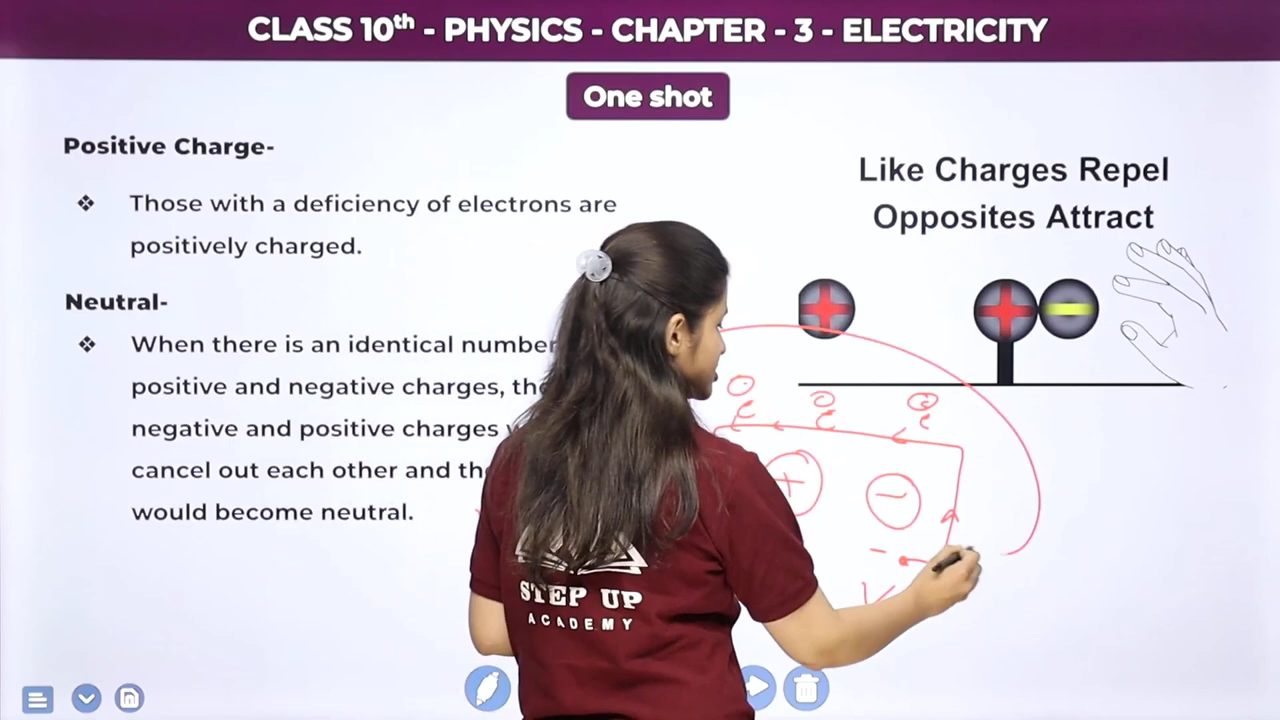 CLASS 10th - PHYSICS - CHAPTER - 3 - ELECTRICITY
One shot
Positive Charge-
❖ Those with a deficiency of electrons are
positively charged.
Neutral-
❖ When there is an identical number
positive and negative charges,
negative and positive charges
cancel out each other and
would become neutral.
Like Charges Repel
Opposites Attract
+
+ −
e e e
+ −
−
V
STEP UP
ACADEMY